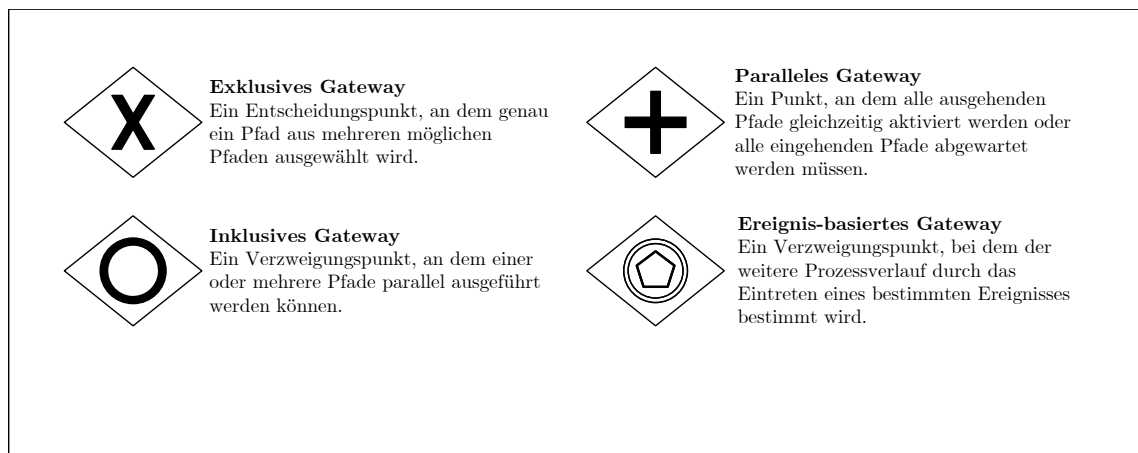 Exklusives Gateway
Ein Entscheidungspunkt, an dem genau
ein Pfad aus mehreren möglichen
Pfaden ausgewählt wird.
Paralleles Gateway
Ein Punkt, an dem alle ausgehenden
Pfade gleichzeitig aktiviert werden oder
alle eingehenden Pfade abgewartet
werden müssen.
Inklusives Gateway
Ein Verzweigungspunkt, an dem einer
oder mehrere Pfade parallel ausgeführt
werden können.
Ereignis-basiertes Gateway
Ein Verzweigungspunkt, bei dem der
weitere Prozessverlauf durch das
Eintreten eines bestimmten Ereignisses
bestimmt wird.